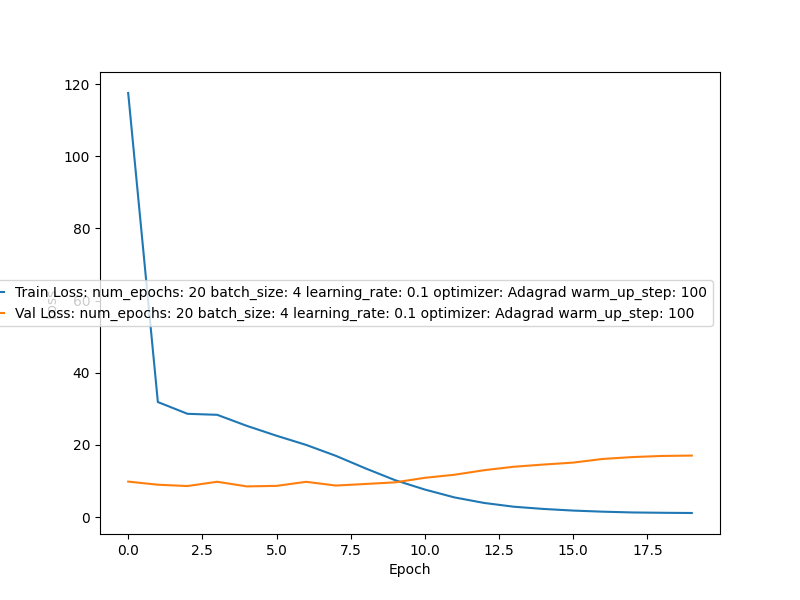 120
100
80
60
40
20
0
Train Loss: num_epochs: 20 batch_size: 4 learning_rate: 0.1 optimizer: Adagrad warm_up_step: 100
Val Loss: num_epochs: 20 batch_size: 4 learning_rate: 0.1 optimizer: Adagrad warm_up_step: 100
0.0 2.5 5.0 7.5 10.0 12.5 15.0 17.5
Epoch